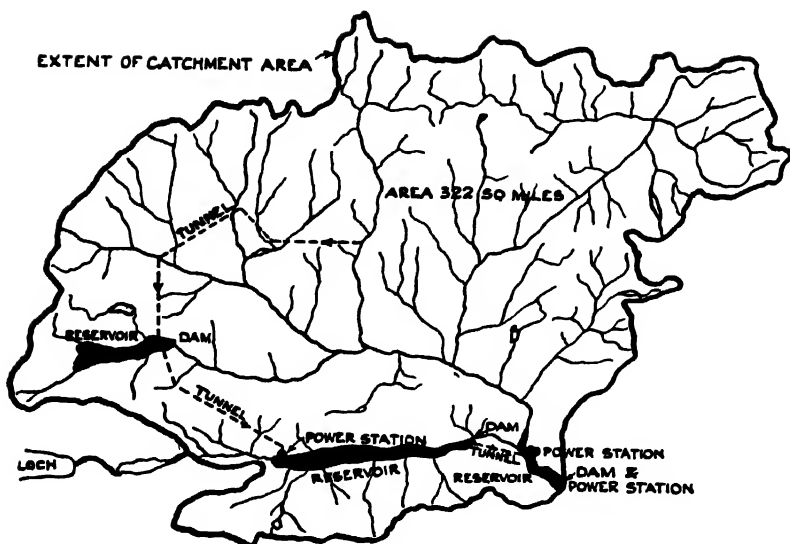 EXTENT OF CATCHMENT AREA
AREA 322 SQ MILES
TUNNEL
RESERVOIR
DAM
TUNNEL
DAM
POWER STATION
TUNNEL
POWER STATION
LOCH
RESERVOIR
RESERVOIR
DAM &
POWER STATION